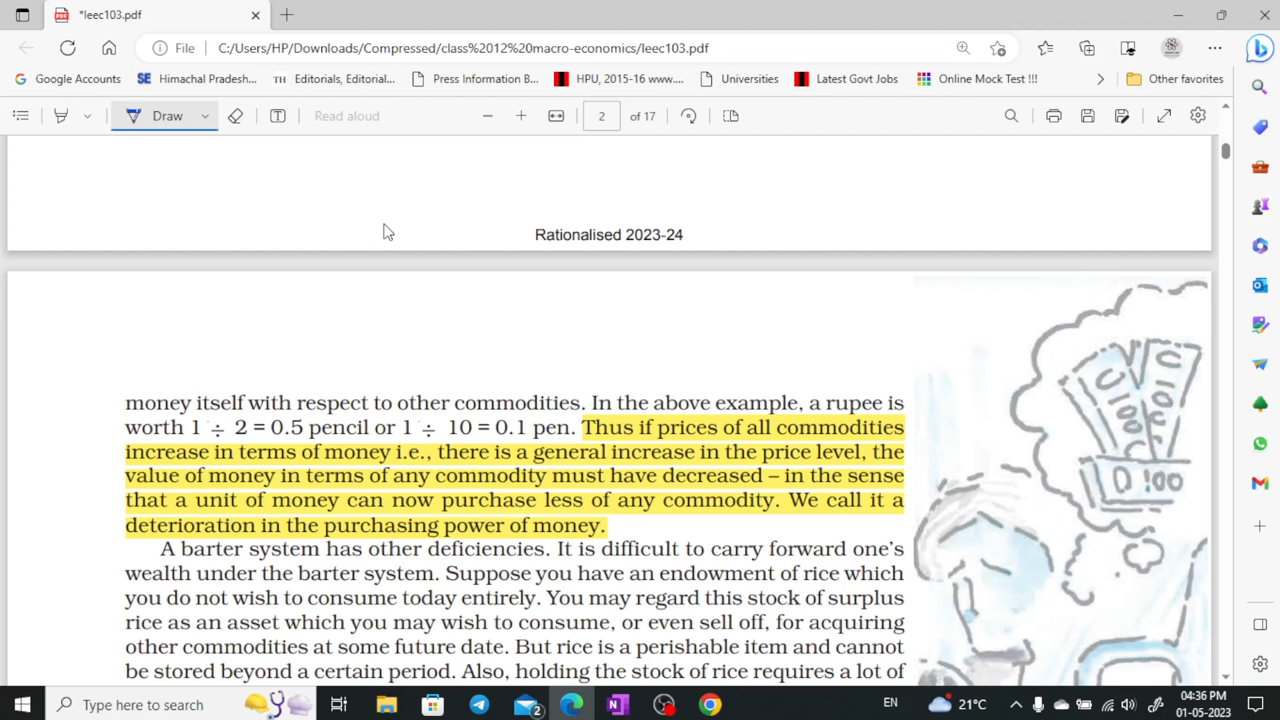 *leec103.pdf
File C:/Users/HP/Downloads/Compressed/class%2012%20macro-economics/leec103.pdf
Google Accounts SE Himachal Pradesh... TH Editorials, Editorial... Press Information B... HPU, 2015-16 www.... Universities Latest Govt Jobs Online Mock Test !!! Other favorites
Draw Read aloud 2 of 17
Rationalised 2023-24
money itself with respect to other commodities. In the above example, a rupee is
worth 1 ÷ 2 = 0.5 pencil or 1 ÷ 10 = 0.1 pen. Thus if prices of all commodities
increase in terms of money i.e., there is a general increase in the price level, the
value of money in terms of any commodity must have decreased – in the sense
that a unit of money can now purchase less of any commodity. We call it a
deterioration in the purchasing power of money.
A barter system has other deficiencies. It is difficult to carry forward one's
wealth under the barter system. Suppose you have an endowment of rice which
you do not wish to consume today entirely. You may regard this stock of surplus
rice as an asset which you may wish to consume, or even sell off, for acquiring
other commodities at some future date. But rice is a perishable item and cannot
be stored beyond a certain period. Also, holding the stock of rice requires a lot of
Type here to search
2
EN
21°C
04:36 PM
01-05-2023